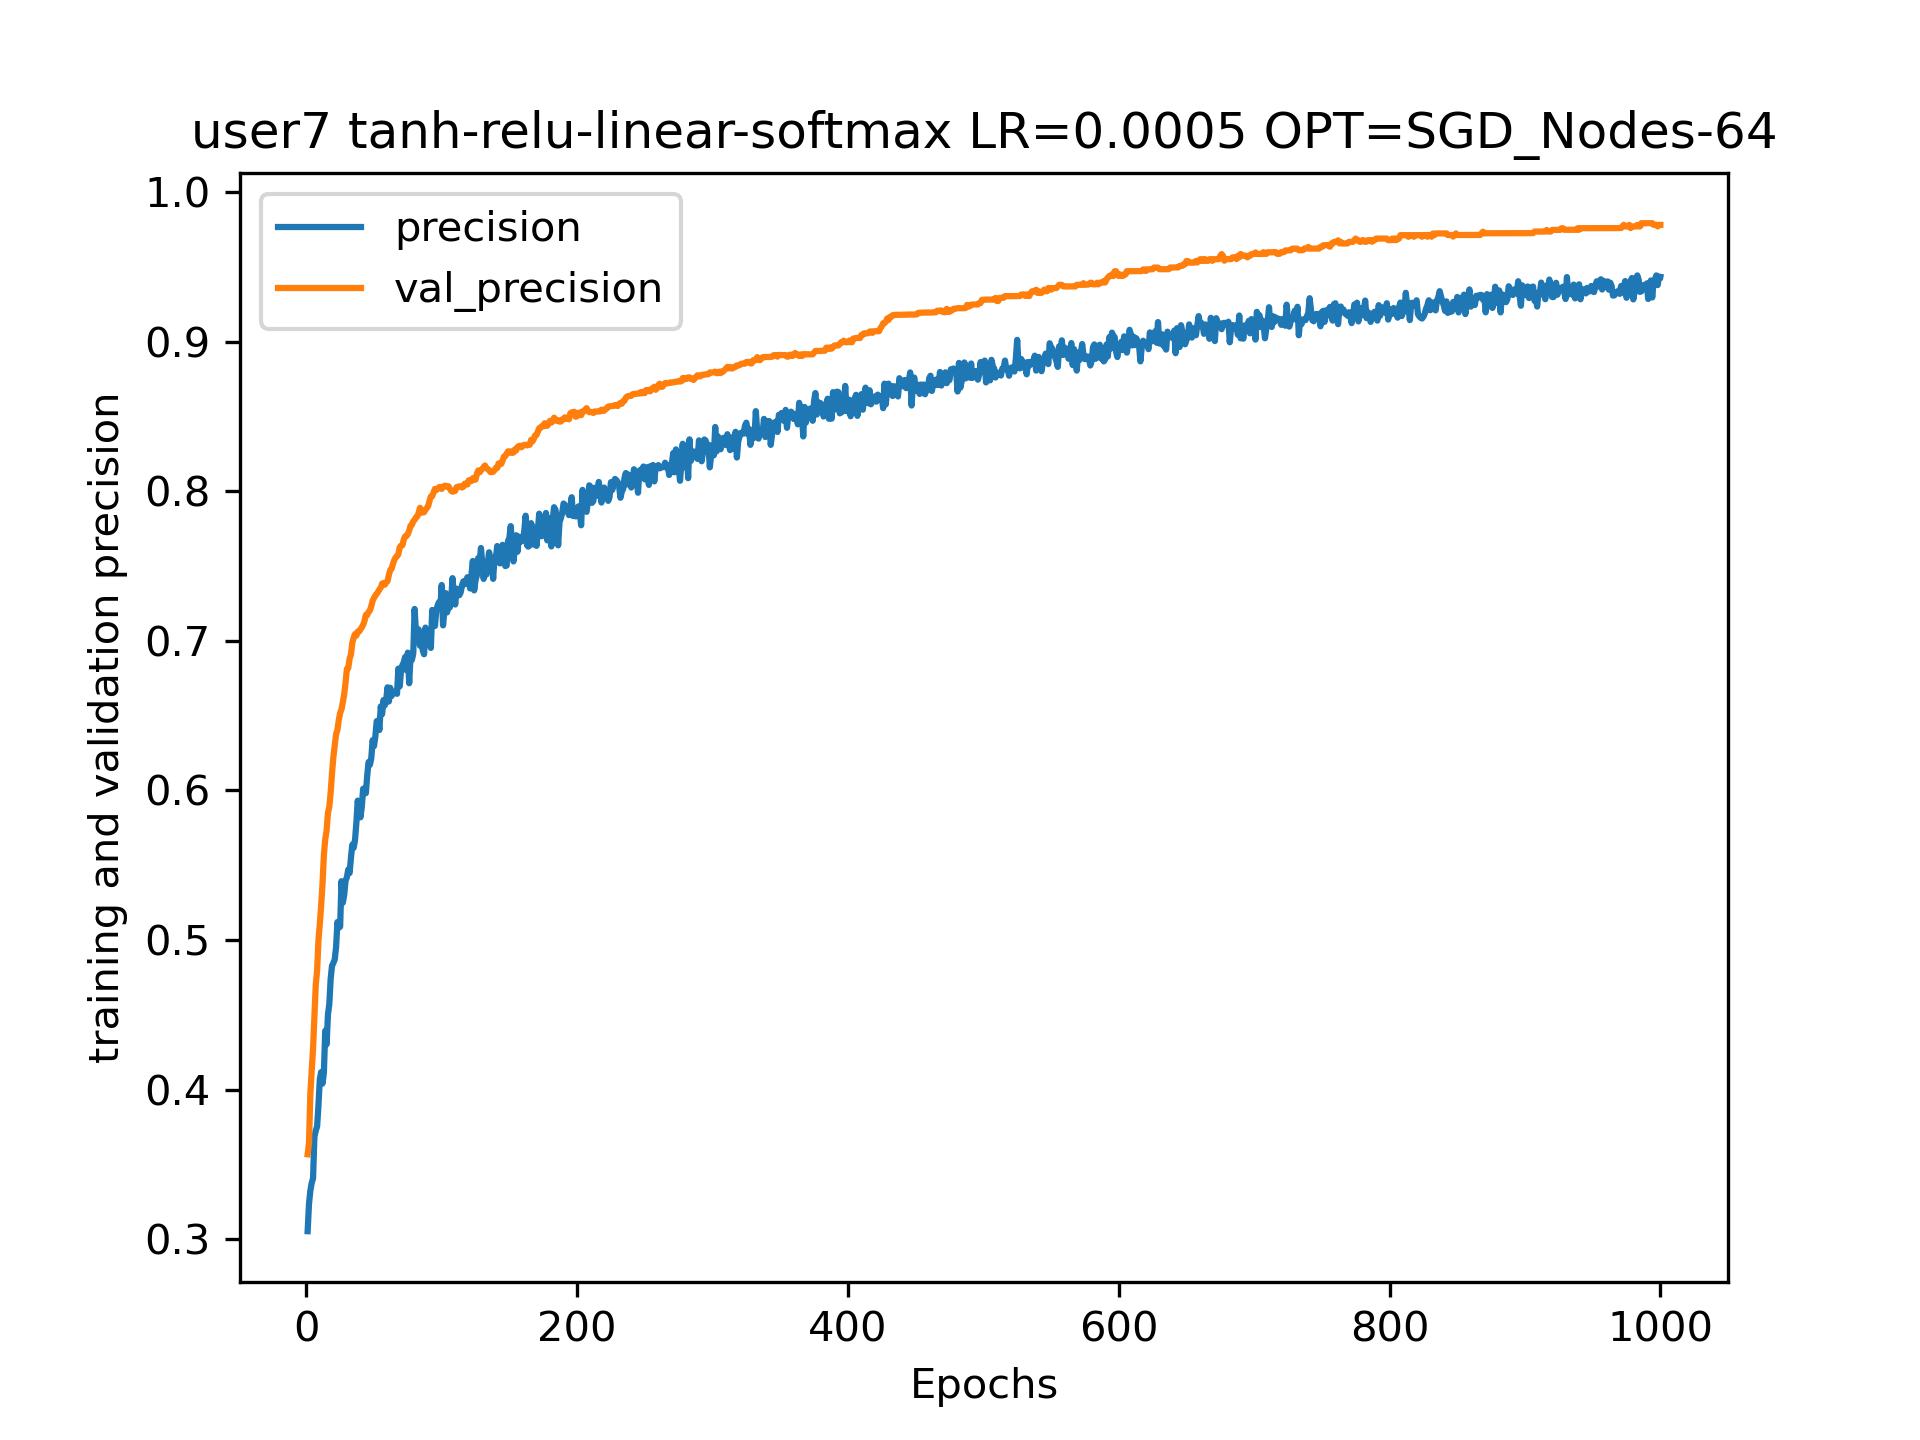 user7 tanh-relu-linear-softmax LR=0.0005 OPT=SGD_Nodes-64
precision
val_precision
training and validation precision
1.0
0.9
0.8
0.7
0.6
0.5
0.4
0.3
0 200 400 600 800 1000
Epochs